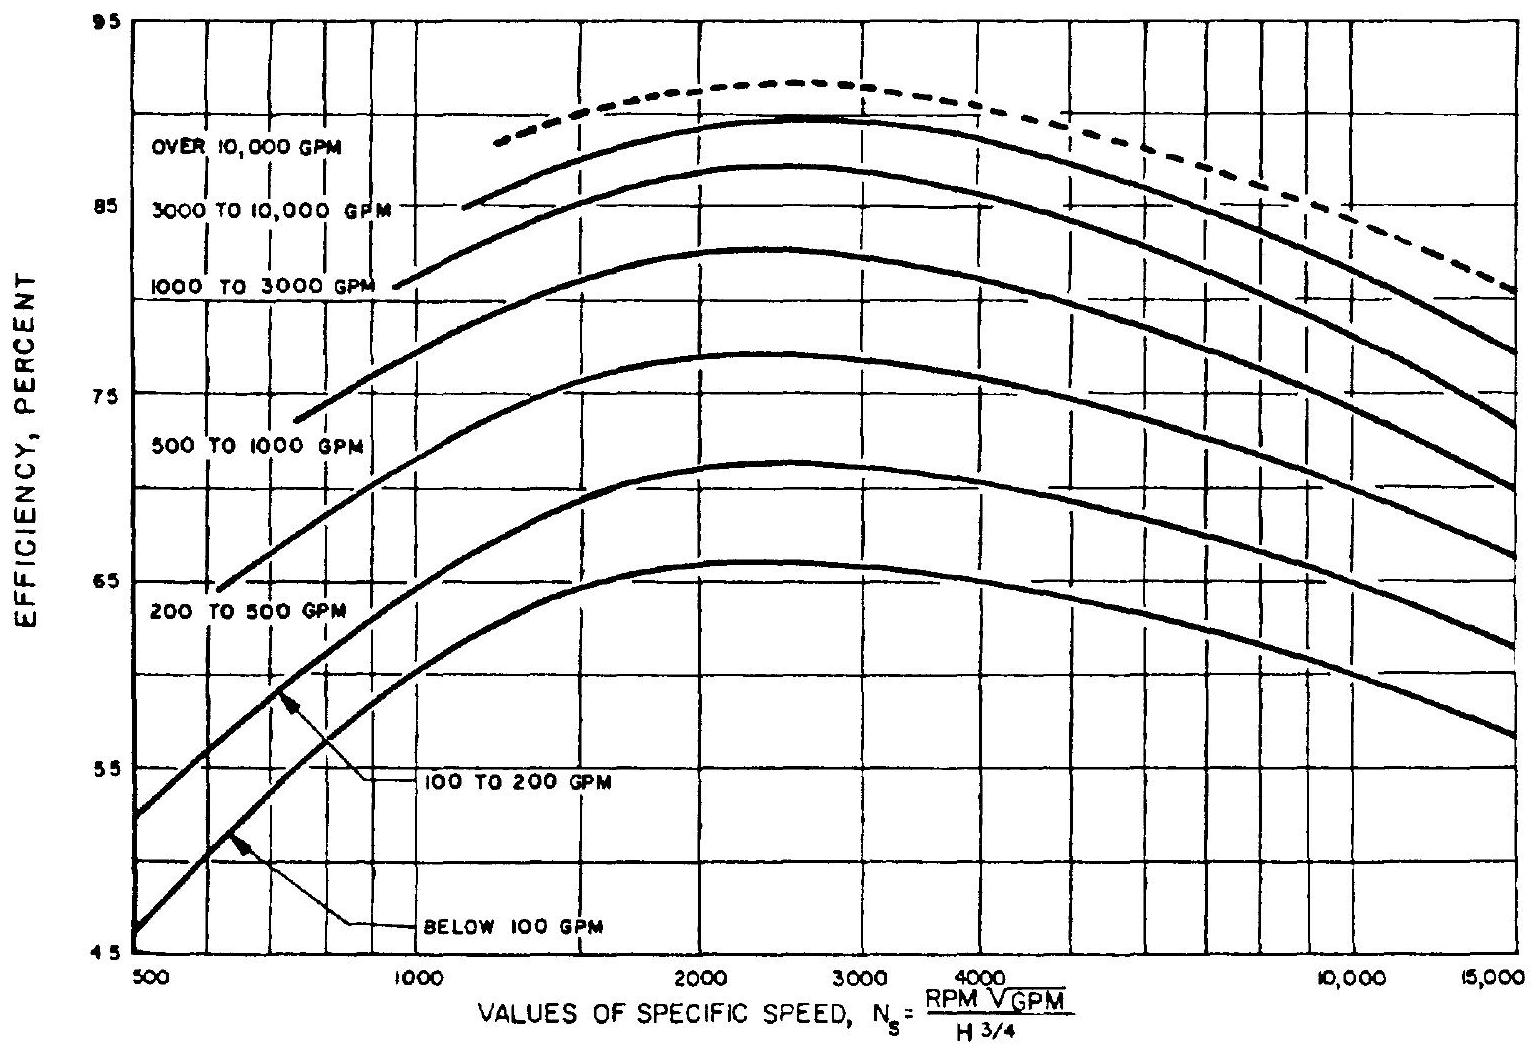 95
85
75
65
55
45
EFFICIENCY, PERCENT
OVER 10,000 GPM
3000 TO 10,000 GPM
1000 TO 3000 GPM
500 TO 1000 GPM
200 TO 500 GPM
100 TO 200 GPM
BELOW 100 GPM
500 1000 2000 3000 4000 10,000 15,000
VALUES OF SPECIFIC SPEED, Ns = RPM √GPM
H 3/4